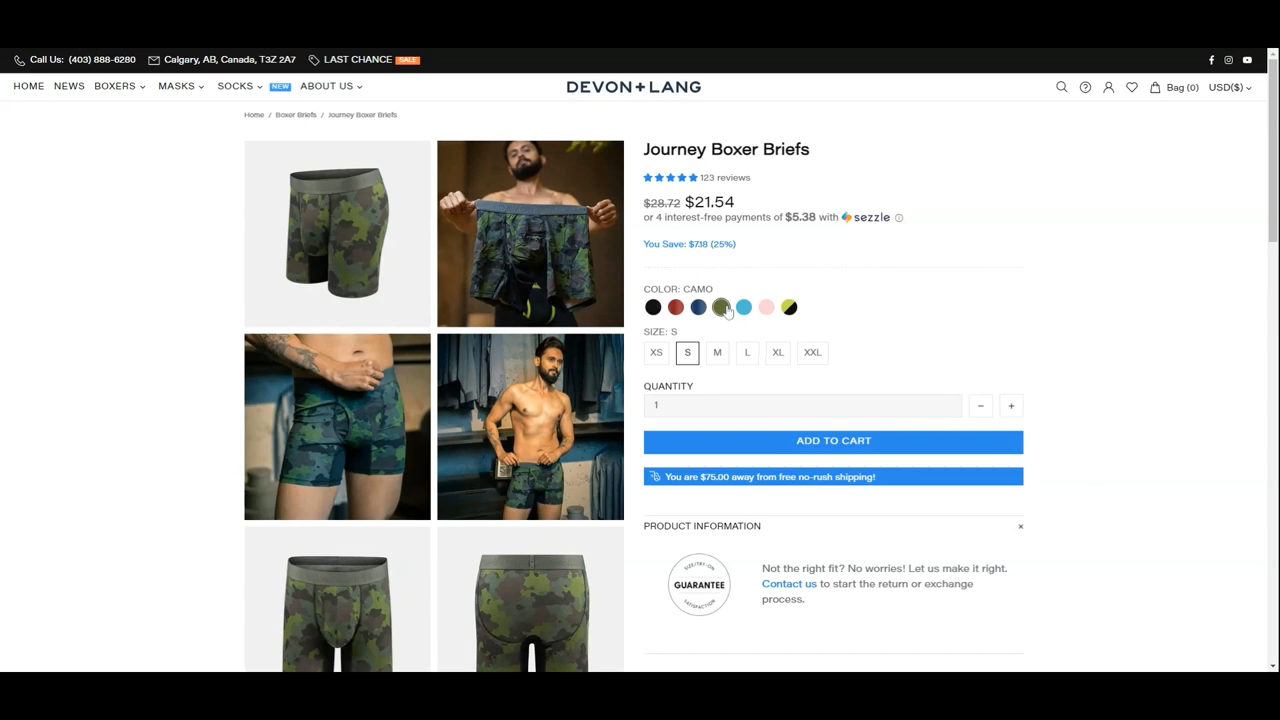 Call Us: (403) 888-6280 Calgary, AB, Canada, T3Z 2A7 LAST CHANCE SALE
HOME NEWS BOXERS MASKS SOCKS NEW ABOUT US DEVON+LANG Bag (0) USD($)
Home / Boxer Briefs / Journey Boxer Briefs
Journey Boxer Briefs
123 reviews
$28.72 $21.54
or 4 interest-free payments of $5.38 with sezzle
You Save: $7.18 (25%)
COLOR: CAMO
SIZE: S
XS S M L XL XXL
QUANTITY
1 − +
ADD TO CART
You are $75.00 away from free no-rush shipping!
PRODUCT INFORMATION ×
SIZE/TRY-ON
GUARANTEE
SATISFACTION
Not the right fit? No worries! Let us make it right.
Contact us to start the return or exchange
process.